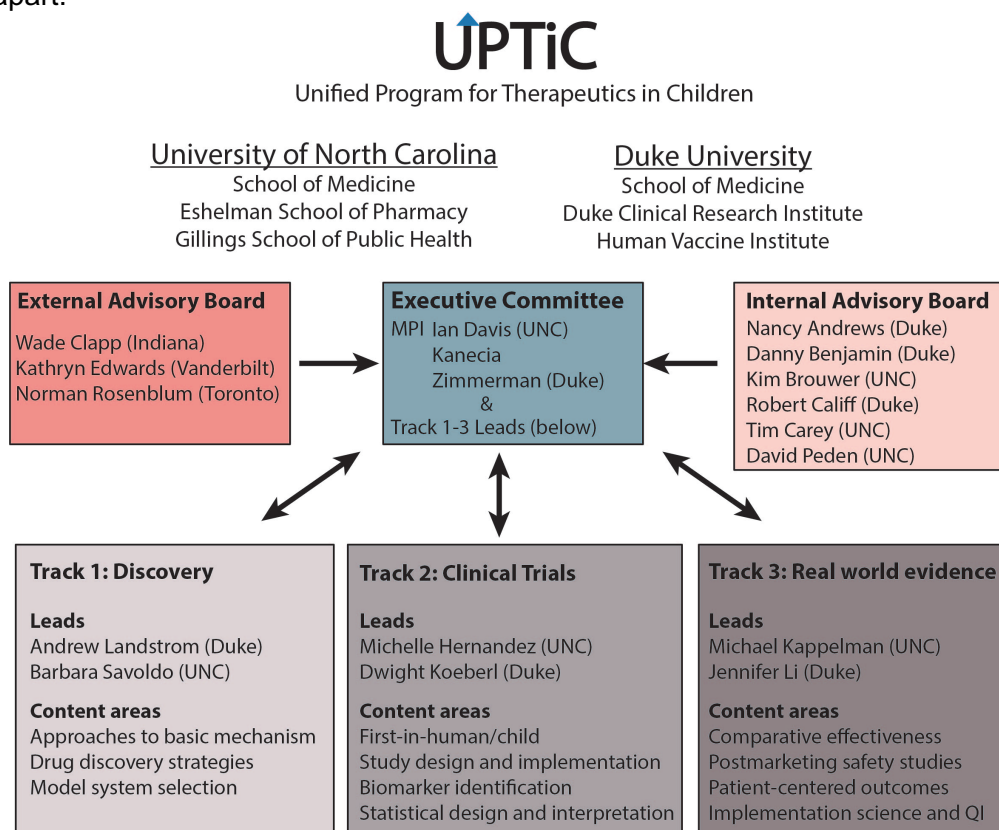 apart.
UPTiC
Unified Program for Therapeutics in Children
University of North Carolina
School of Medicine
Eshelman School of Pharmacy
Gillings School of Public Health
Duke University
School of Medicine
Duke Clinical Research Institute
Human Vaccine Institute
External Advisory Board
Wade Clapp (Indiana)
Kathryn Edwards (Vanderbilt)
Norman Rosenblum (Toronto)
Executive Committee
MPI Ian Davis (UNC)
Kanecia
Zimmerman (Duke)
&
Track 1-3 Leads (below)
Internal Advisory Board
Nancy Andrews (Duke)
Danny Benjamin (Duke)
Kim Brouwer (UNC)
Robert Califf (Duke)
Tim Carey (UNC)
David Peden (UNC)
Track 1: Discovery
Leads
Andrew Landstrom (Duke)
Barbara Savoldo (UNC)
Content areas
Approaches to basic mechanism
Drug discovery strategies
Model system selection
Track 2: Clinical Trials
Leads
Michelle Hernandez (UNC)
Dwight Koeberl (Duke)
Content areas
First-in-human/child
Study design and implementation
Biomarker identification
Statistical design and interpretation
Track 3: Real world evidence
Leads
Michael Kappelman (UNC)
Jennifer Li (Duke)
Content areas
Comparative effectiveness
Postmarketing safety studies
Patient-centered outcomes
Implementation science and QI